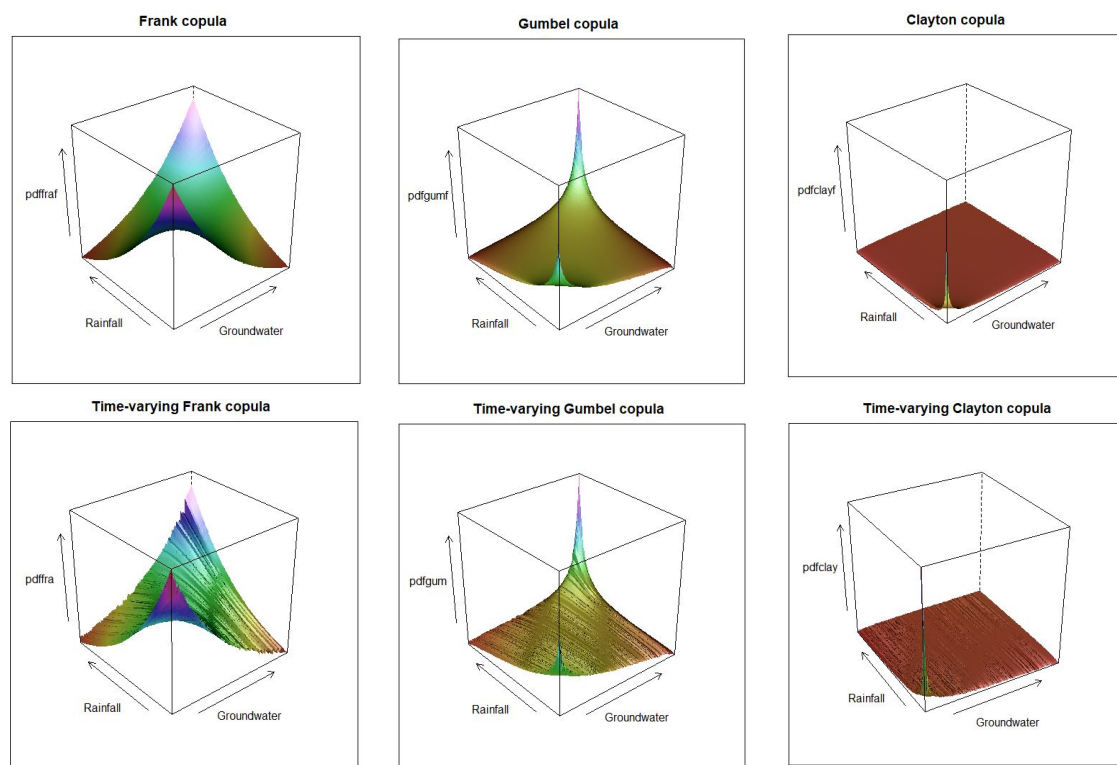 Frank copula
pdffraf
Rainfall
Groundwater
Gumbel copula
pdfgumf
Rainfall
Groundwater
Clayton copula
pdfclayf
Rainfall
Groundwater
Time-varying Frank copula
pdffra
Rainfall
Groundwater
Time-varying Gumbel copula
pdfgum
Rainfall
Groundwater
Time-varying Clayton copula
pdfclay
Rainfall
Groundwater